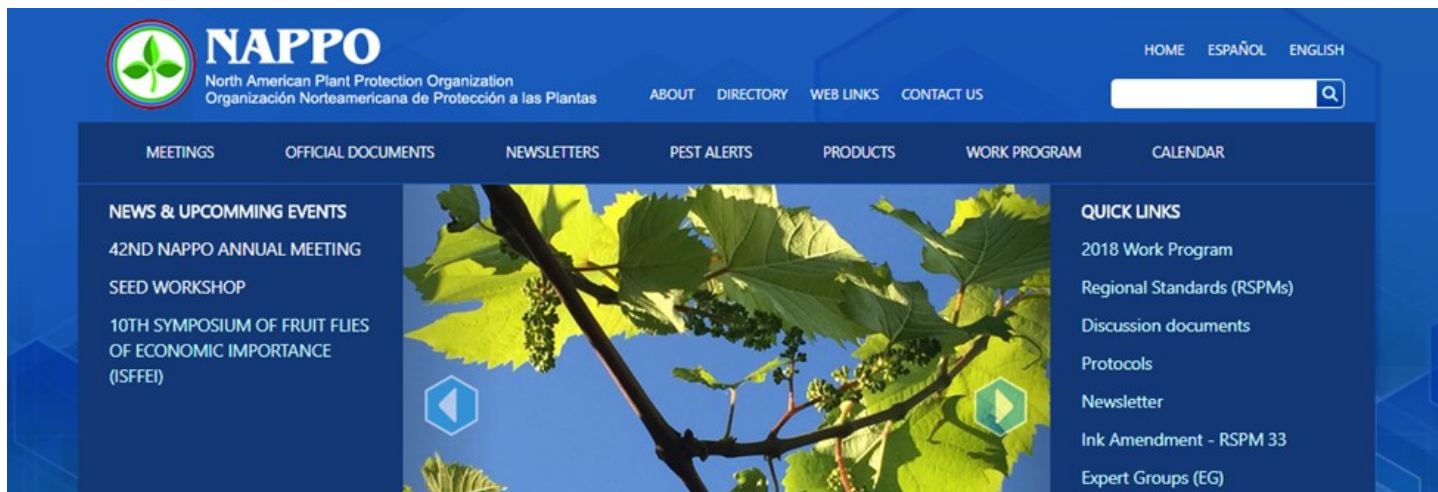 NAPPO
North American Plant Protection Organization
Organización Norteamericana de Protección a las Plantas
HOME ESPAÑOL ENGLISH
ABOUT DIRECTORY WEB LINKS CONTACT US
MEETINGS OFFICIAL DOCUMENTS NEWSLETTERS PEST ALERTS PRODUCTS WORK PROGRAM CALENDAR
NEWS & UPCOMMING EVENTS
42ND NAPPO ANNUAL MEETING
SEED WORKSHOP
10TH SYMPOSIUM OF FRUIT FLIES
OF ECONOMIC IMPORTANCE
(ISFFEI)
QUICK LINKS
2018 Work Program
Regional Standards (RSPMs)
Discussion documents
Protocols
Newsletter
Ink Amendment - RSPM 33
Expert Groups (EG)